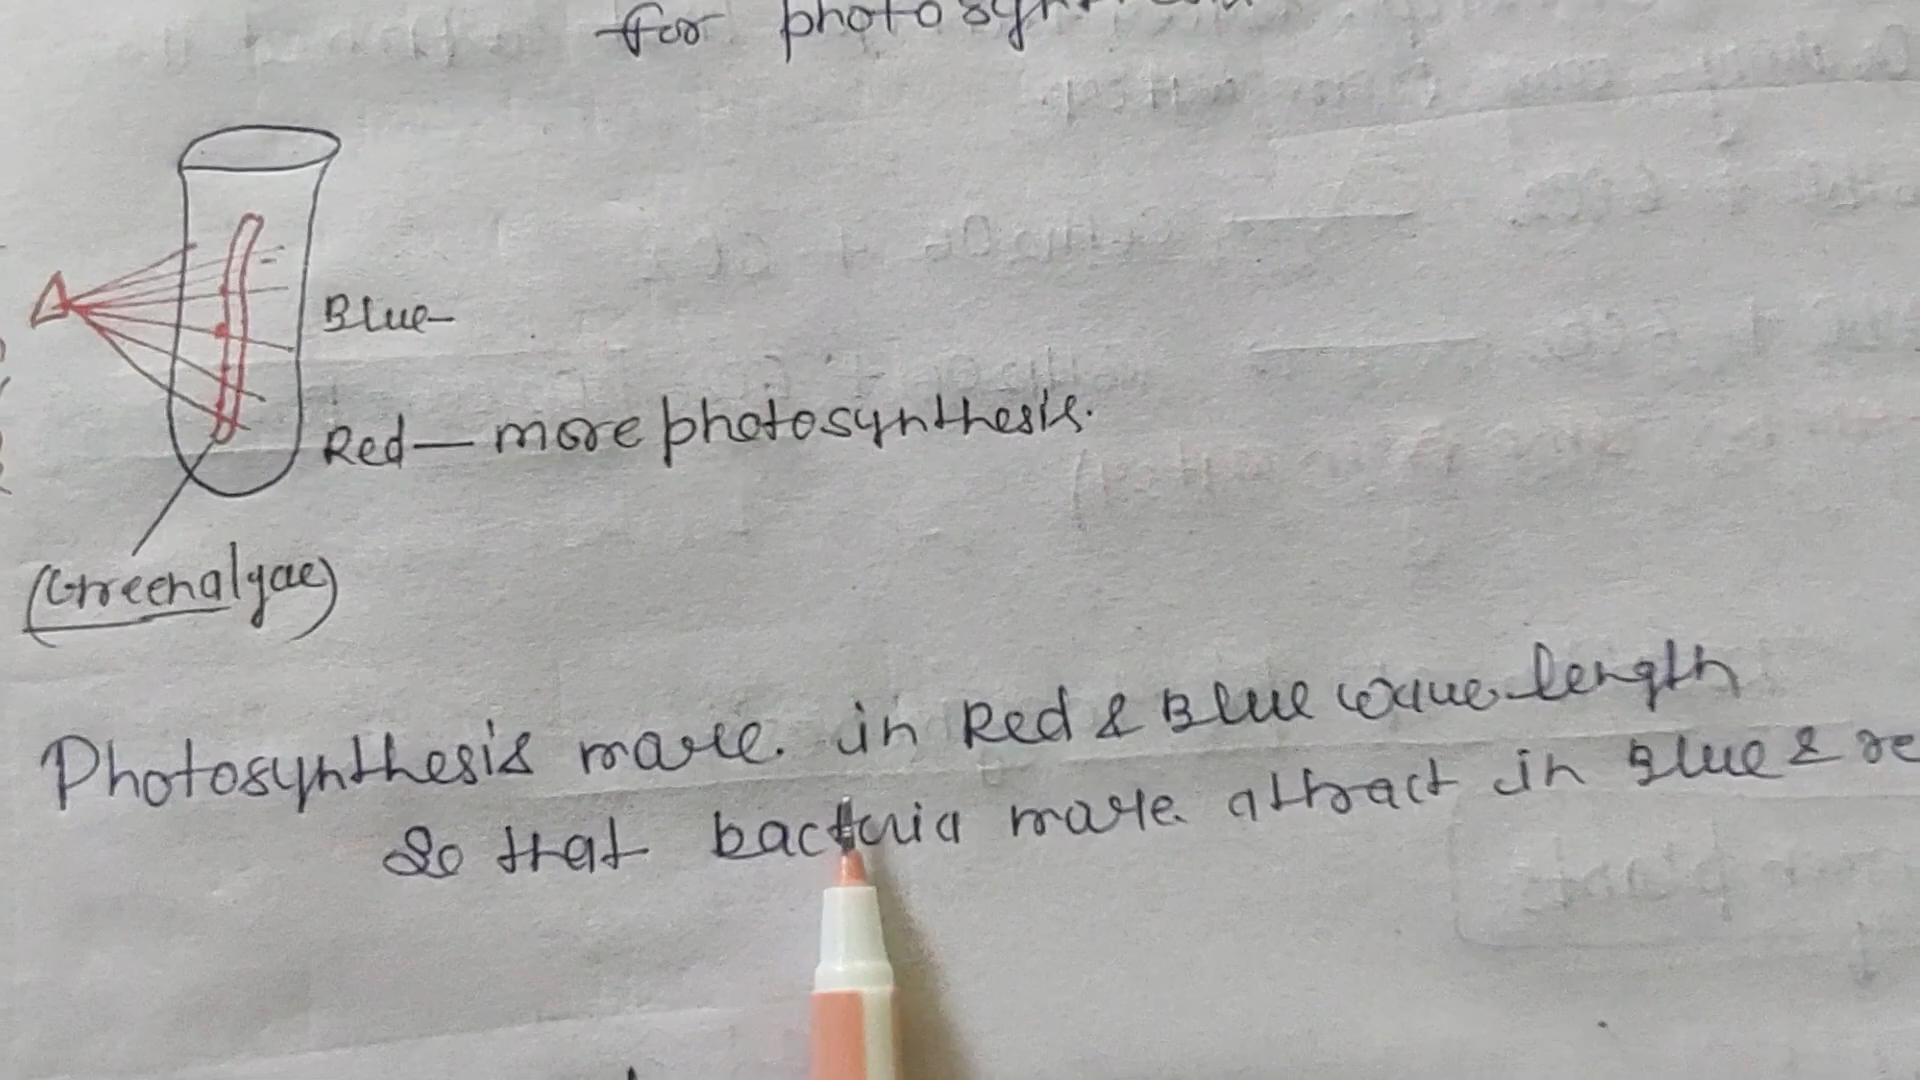 for photosyn
Blue-
Red — more photosynthesis.
(Greenalgae)
Photosynthesis more in Red & Blue wave length
So that bacteria more attract in Blue & re